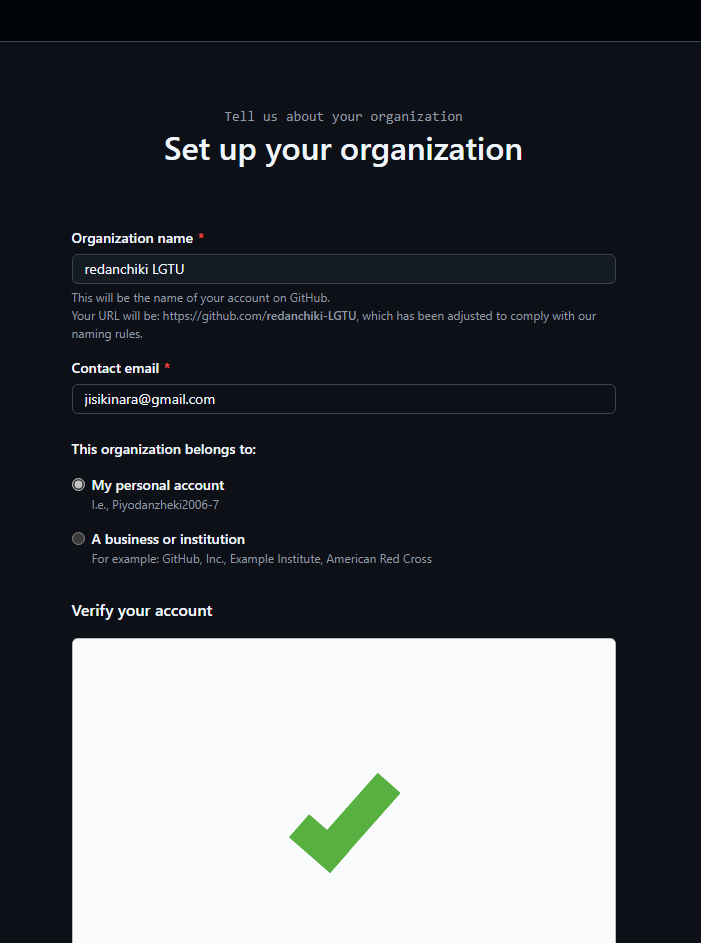 Tell us about your organization
Set up your organization
Organization name *
redanchiki LGTU
This will be the name of your account on GitHub.
Your URL will be: https://github.com/redanchiki-LGTU, which has been adjusted to comply with our
naming rules.
Contact email *
jisikinara@gmail.com
This organization belongs to:
My personal account
I.e., Piyodanzheki2006-7
A business or institution
For example: GitHub, Inc., Example Institute, American Red Cross
Verify your account